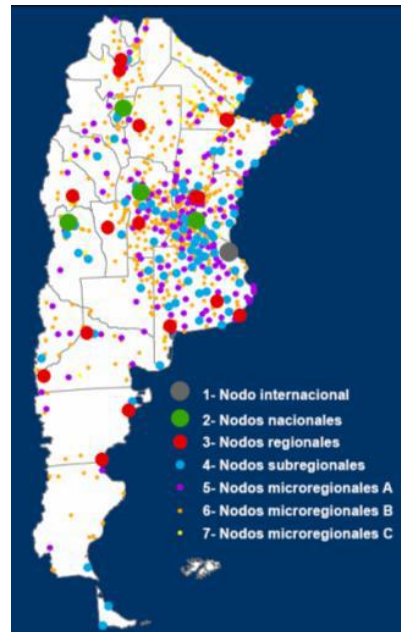 1- Nodo internacional
2- Nodos nacionales
3- Nodos regionales
4- Nodos subregionales
5- Nodos microregionales A
6- Nodos microregionales B
7- Nodos microregionales C